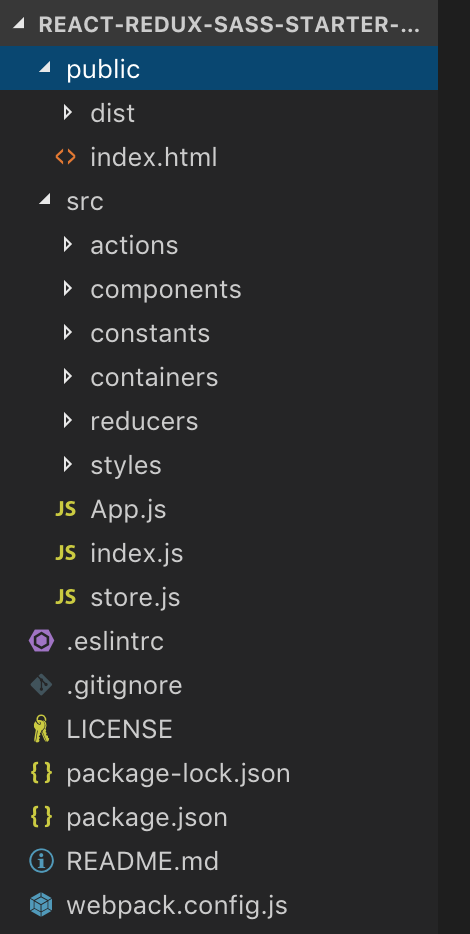 REACT-REDUX-SASS-STARTER-...
public
dist
<> index.html
src
actions
components
constants
containers
reducers
styles
JS App.js
JS index.js
JS store.js
.eslintrc
.gitignore
LICENSE
{} package-lock.json
{} package.json
README.md
webpack.config.js